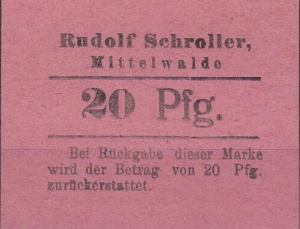 Rudolf Schroller,
Mittelwalde
20 Pfg.
Bei Rückgabe dieser Marke
wird der Betrag von 20 Pfg.
zurückerstattet.